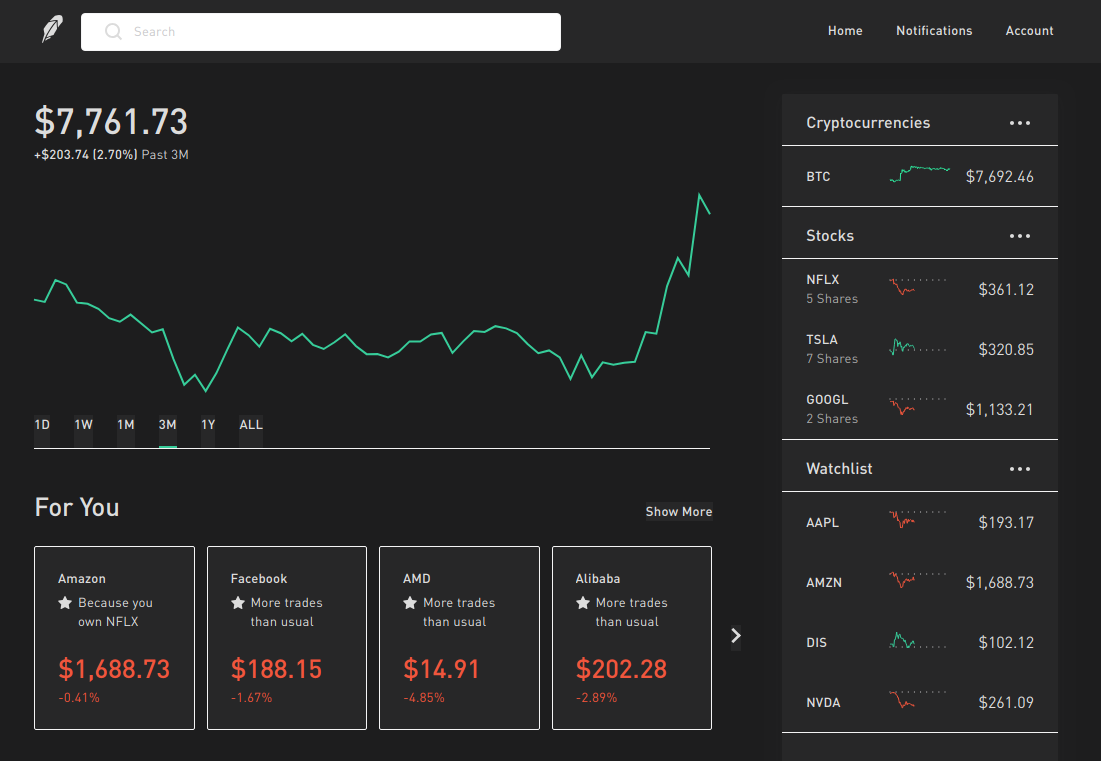 Search
Home Notifications Account
$7,761.73
+$203.74 (2.70%) Past 3M
1D 1W 1M 3M 1Y ALL
For You
Show More
Amazon
Because you
own NFLX
$1,688.73
-0.41%
Facebook
More trades
than usual
$188.15
-1.67%
AMD
More trades
than usual
$14.91
-4.85%
Alibaba
More trades
than usual
$202.28
-2.89%
Cryptocurrencies
BTC $7,692.46
Stocks
NFLX
5 Shares
$361.12
TSLA
7 Shares
$320.85
GOOGL
2 Shares
$1,133.21
Watchlist
AAPL $193.17
AMZN $1,688.73
DIS $102.12
NVDA $261.09